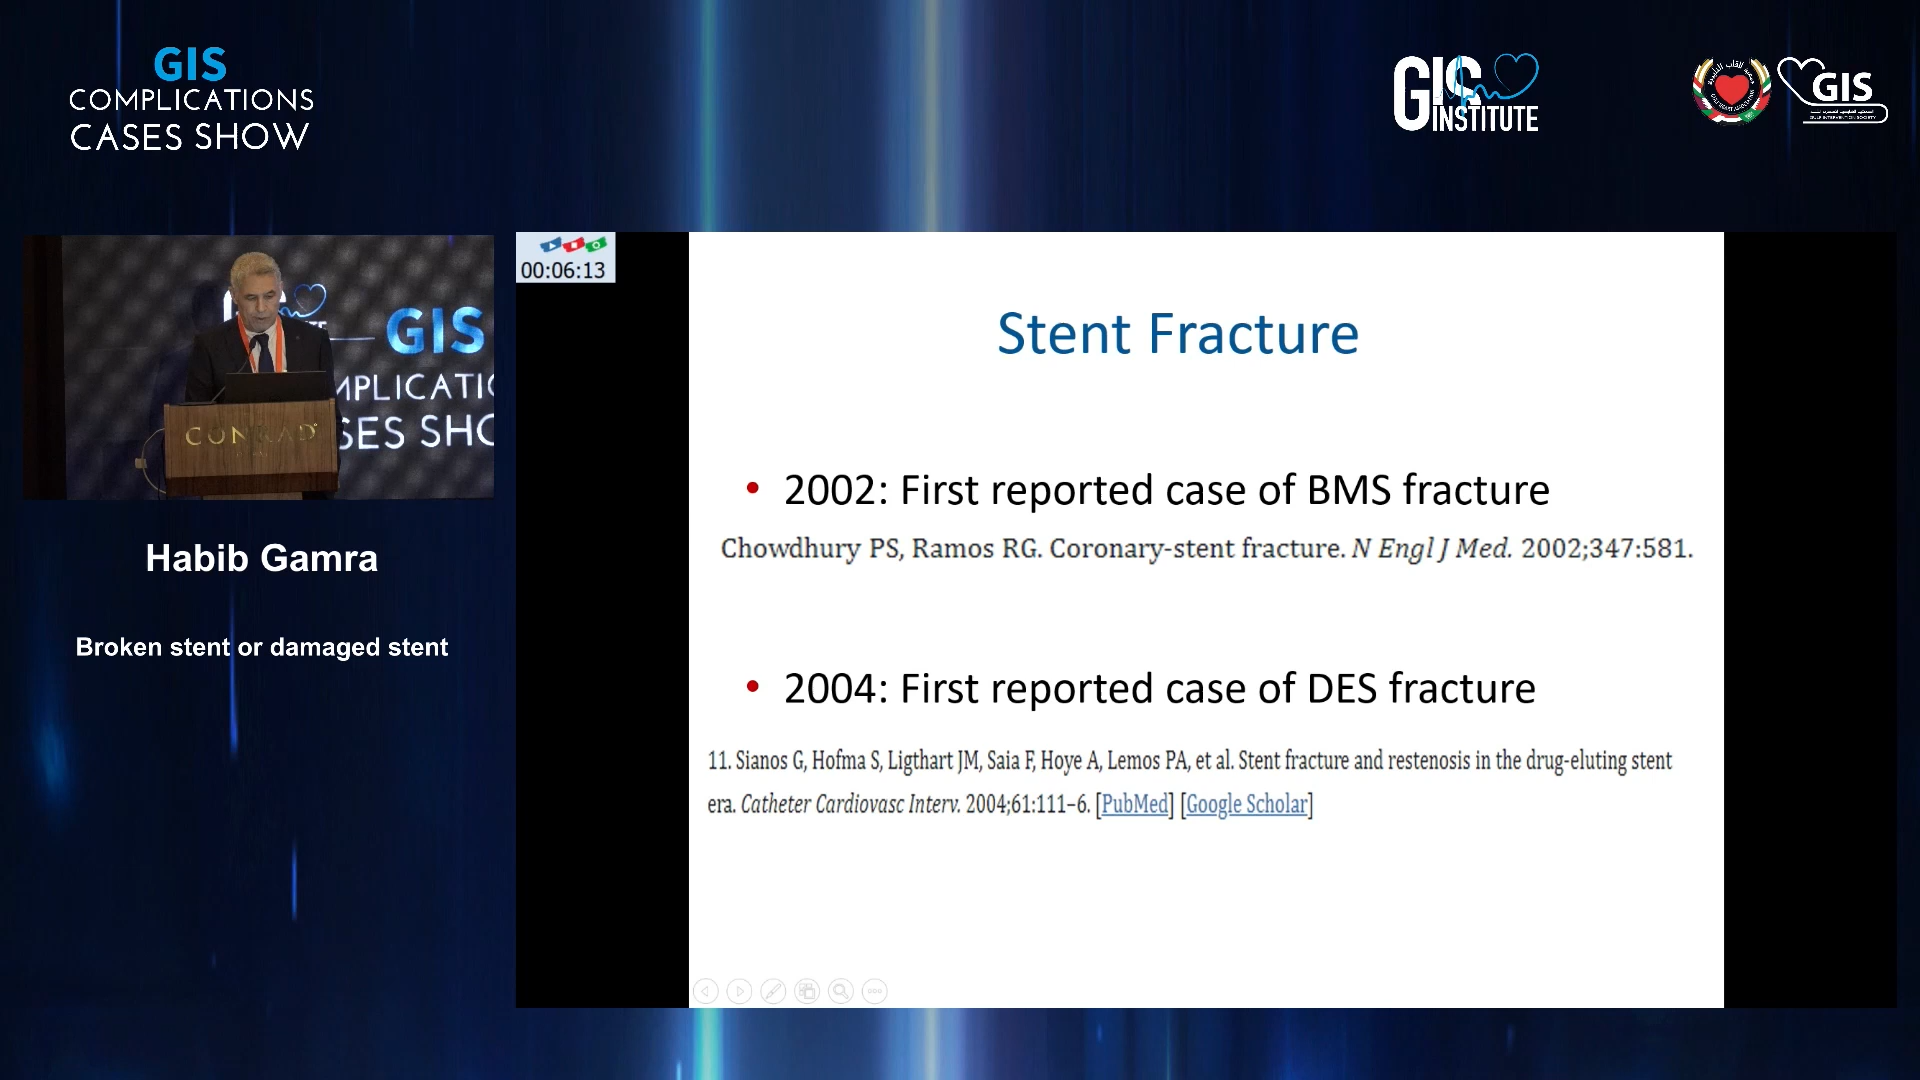 GIS
COMPLICATIONS
CASES SHOW
GIS
INSTITUTE
GIS
GIS
MPLICATIO
SES SHO
CONRAD
Habib Gamra
Broken stent or damaged stent
00:06:13
Stent Fracture
• 2002: First reported case of BMS fracture
Chowdhury PS, Ramos RG. Coronary-stent fracture. N Engl J Med. 2002;347:581.
• 2004: First reported case of DES fracture
11. Sianos G, Hofma S, Ligthart JM, Saia F, Hoye A, Lemos PA, et al. Stent fracture and restenosis in the drug-eluting stent
era. Catheter Cardiovasc Interv. 2004;61:111–6. [PubMed] [Google Scholar]